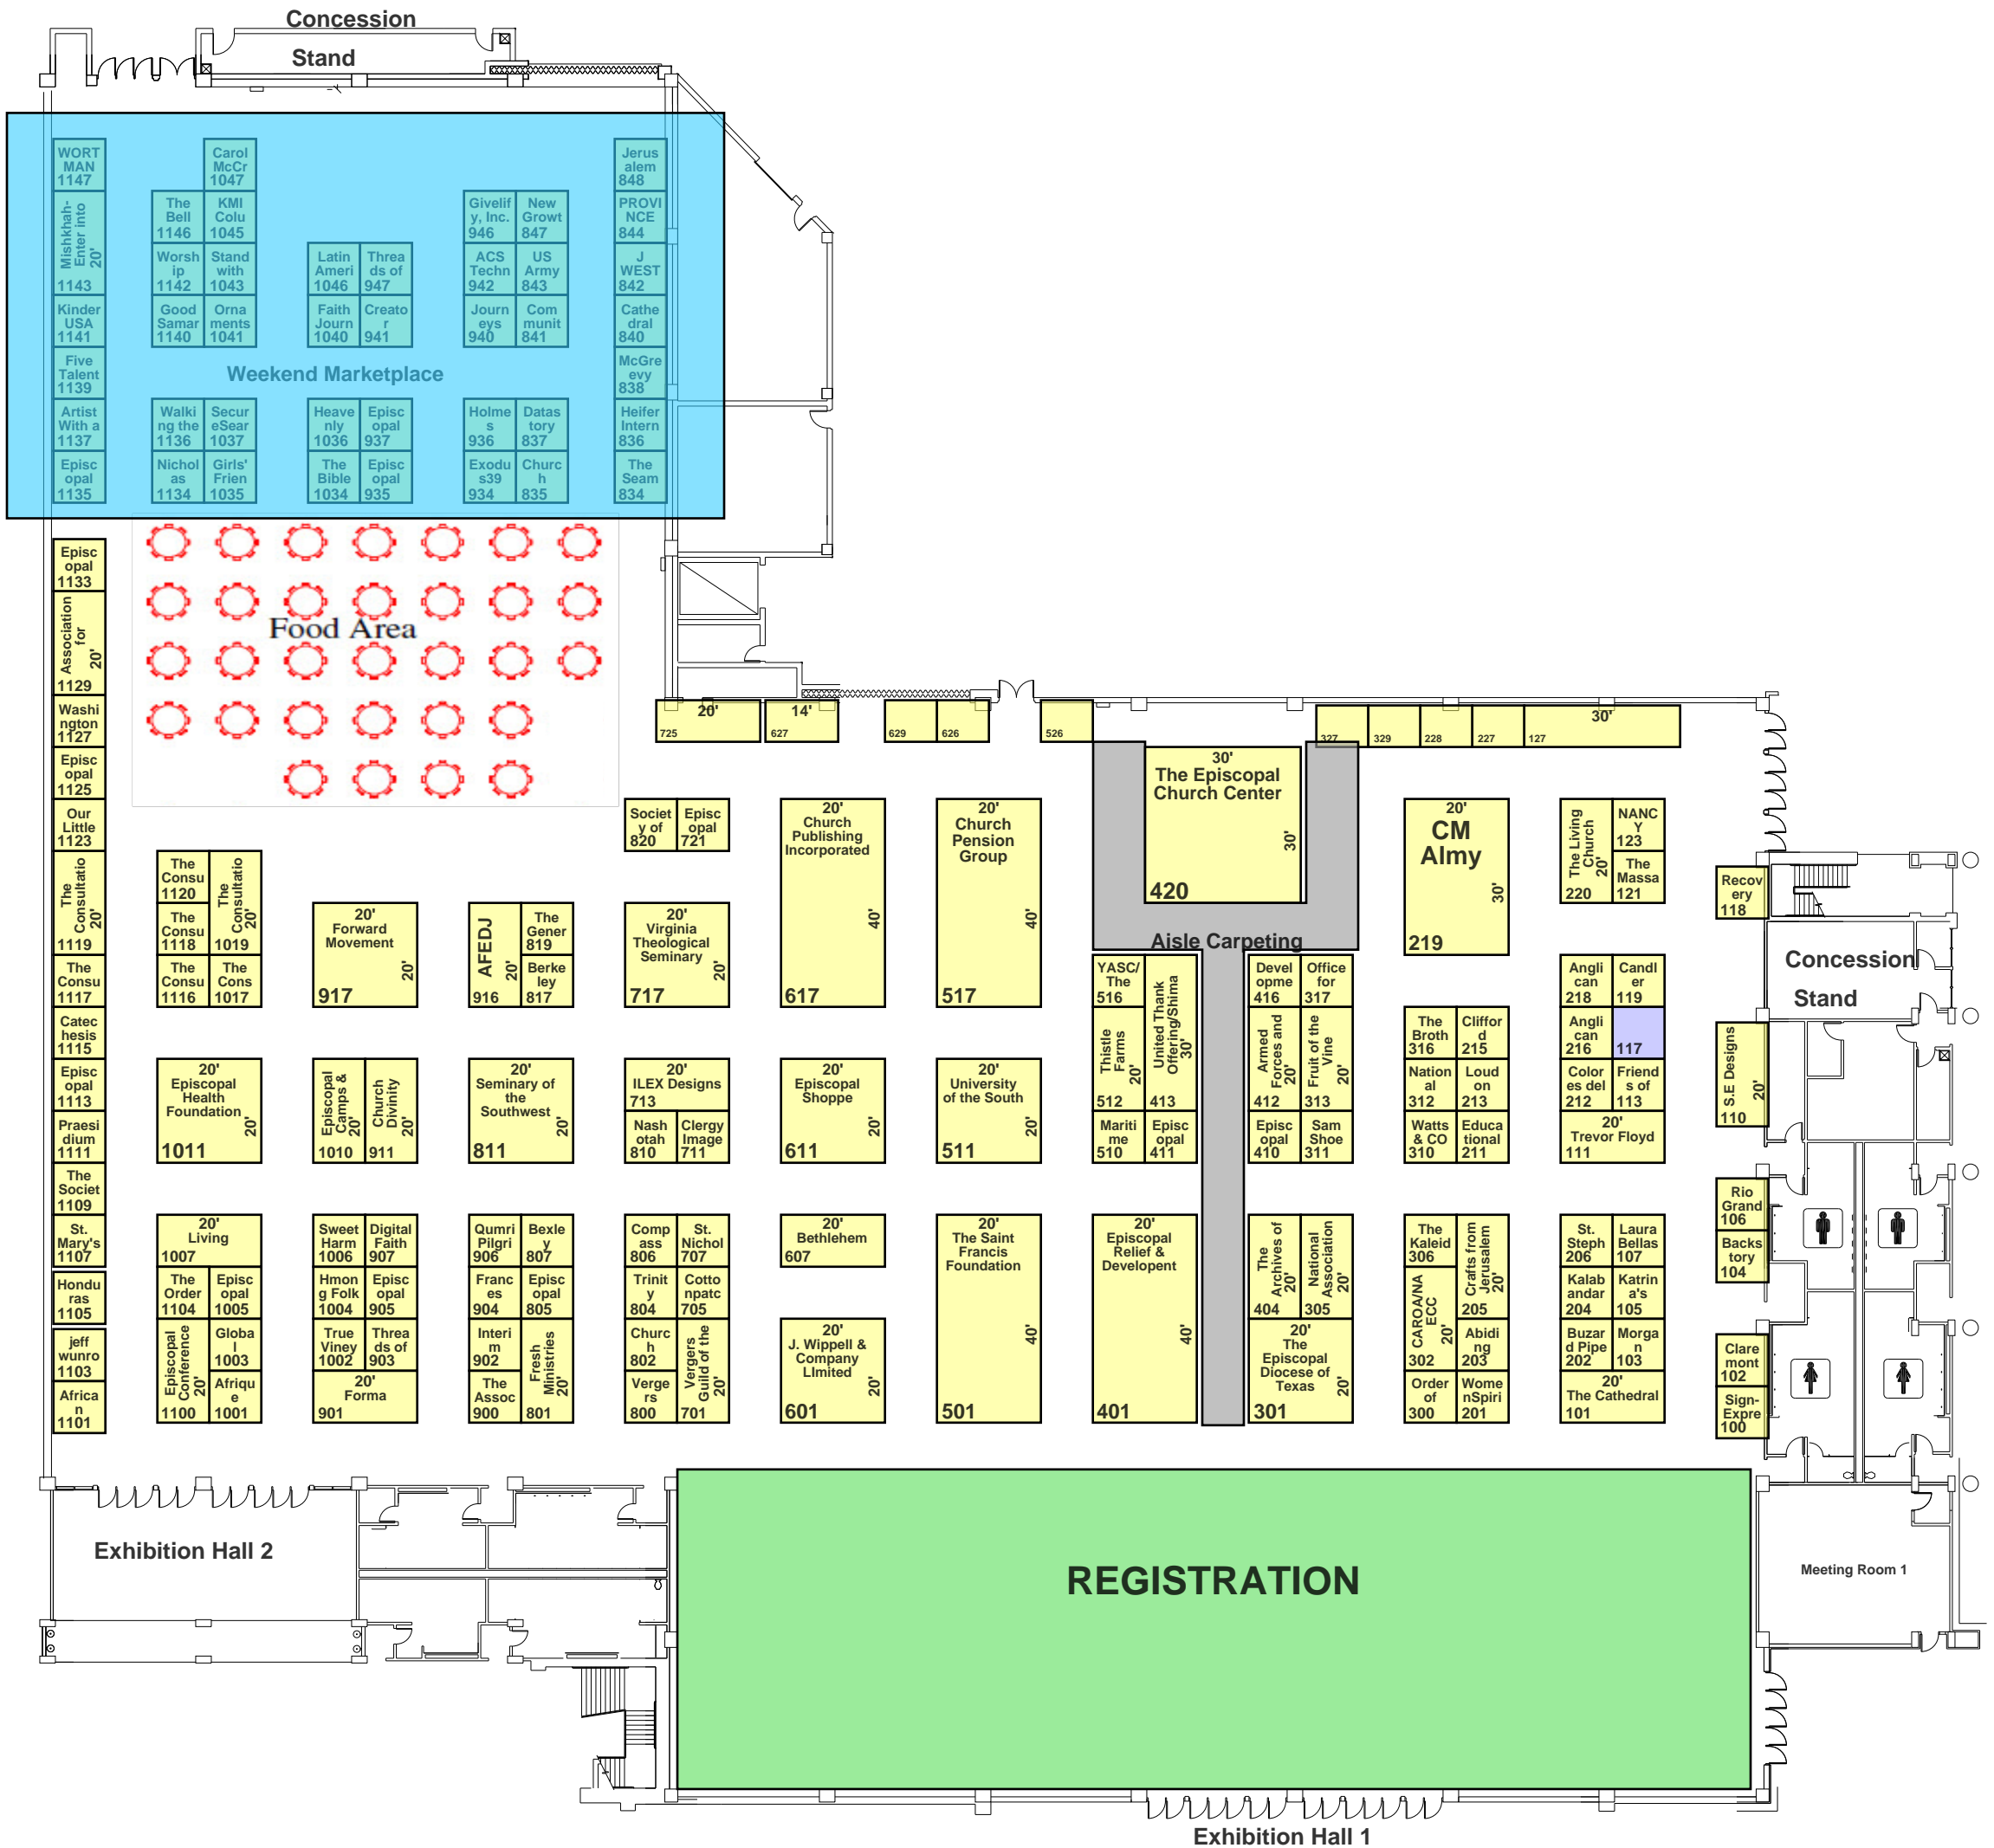 Concession
Stand
WORT
MAN
1147
Carol
McCr
1047
Jerus
alem
848
Mishkhah-
Enter into
20'
1143
The
Bell
1146
KMI
Colu
1045
Givelif
y, Inc.
946
New
Growt
847
PROVI
NCE
844
Worsh
ip
1142
Stand
with
1043
Latin
Ameri
1046
Threa
ds of
947
ACS
Techn
942
US
Army
843
J
WEST
842
Kinder
USA
1141
Good
Samar
1140
Orna
ments
1041
Faith
Journ
1040
Creato
r
941
Journ
eys
940
Com
munit
841
Cathe
dral
840
Five
Talent
1139
Weekend Marketplace
McGre
evy
838
Artist
With a
1137
Walki
ng the
1136
Secur
eSear
1037
Heave
nly
1036
Episc
opal
937
Holme
s
936
Datas
tory
837
Heifer
Intern
836
Episc
opal
1135
Nichol
as
1134
Girls'
Frien
1035
The
Bible
1034
Episc
opal
935
Exodu
s39
934
Churc
h
835
The
Seam
834
Episc
opal
1133
Association
for
20'
1129
Food Area
Washi
ngton
1127
Episc
opal
1125
Our
Little
1123
20'
725
14'
627
629
626
526
327
329
228
227
30'
127
Societ
y of
820
Episc
opal
721
20'
Church
Publishing
Incorporated
40'
617
20'
Church
Pension
Group
40'
517
30'
The Episcopal
Church Center
30'
420
20'
CM
Almy
30'
219
The Living
Church
20'
220
NANC
Y
123
The
Massa
121
Recov
ery
118
The
Consultatio
20'
1119
The
Consu
1120
The
Consultatio
20'
1019
The
Consu
1118
The
Consu
1117
The
Consu
1116
The
Cons
1017
20'
Forward
Movement
20'
917
AFEDJ
20'
916
The
Gener
819
Berke
ley
817
20'
Virginia
Theological
Seminary
20'
717
Aisle Carpeting
Concession
Stand
YASC/
The
516
United Thank
Offering/Shima
30'
413
Thistle
Farms
20'
512
Mariti
me
510
Episc
opal
411
Devel
opme
416
Office
for
317
Armed
Forces and
20'
412
Fruit of the
Vine
20'
313
Episc
opal
410
Sam
Shoe
311
The
Broth
316
Cliffor
d
215
Nation
al
312
Loud
on
213
Watts
& CO
310
Educa
tional
211
Angli
can
218
Candl
er
119
Angli
can
216
117
Color
es del
212
Friend
s of
113
20'
Trevor Floyd
111
S.E Designs
20'
110
Catec
hesis
1115
Episc
opal
1113
Praesi
dium
1111
The
Societ
1109
St.
Mary's
1107
Hondu
ras
1105
jeff
wunro
1103
Africa
n
1101
20'
Episcopal
Health
Foundation
20'
1011
Episcopal
Camps &
20'
1010
Church
Divinity
20'
911
20'
Seminary of
the
Southwest
20'
811
20'
ILEX Designs
713
Nash
otah
810
Clergy
Image
711
20'
Episcopal
Shoppe
20'
611
20'
University
of the South
20'
511
20'
Living
1007
The
Order
1104
Episc
opal
1005
Episcopal
Conference
20'
1100
Globa
l
1003
Afriqu
e
1001
Sweet
Harm
1006
Digital
Faith
907
Hmon
g Folk
1004
Episc
opal
905
True
Viney
1002
Threa
ds of
903
20'
Forma
901
Qumri
Pilgri
906
Bexle
y
807
Franc
es
904
Episc
opal
805
Interi
m
902
Fresh
Ministries
20'
801
The
Assoc
900
Comp
ass
806
St.
Nichol
707
Trinit
y
804
Cotto
npatc
705
Churc
h
802
Vergers
Guild of the
20'
701
Verge
rs
800
20'
Bethlehem
607
20'
J. Wippell &
Company
LImited
20'
601
20'
The Saint
Francis
Foundation
40'
501
20'
Episcopal
Relief &
Developent
40'
401
The
Archives of
20'
404
National
Association
20'
305
20'
The
Episcopal
Diocese of
Texas
20'
301
The
Kaleid
306
Crafts from
Jerusalem
20'
205
CAROA/NA
ECC
20'
302
Abidi
ng
203
Order
of
300
Wome
nSpiri
201
St.
Steph
206
Laura
Bellas
107
Kalab
andar
204
Katrin
a's
105
Buzar
d Pipe
202
Morga
n
103
20'
The Cathedral
101
Rio
Grand
106
Backs
tory
104
Clare
mont
102
Sign-
Expre
100
Exhibition Hall 2
REGISTRATION
Meeting Room 1
Exhibition Hall 1